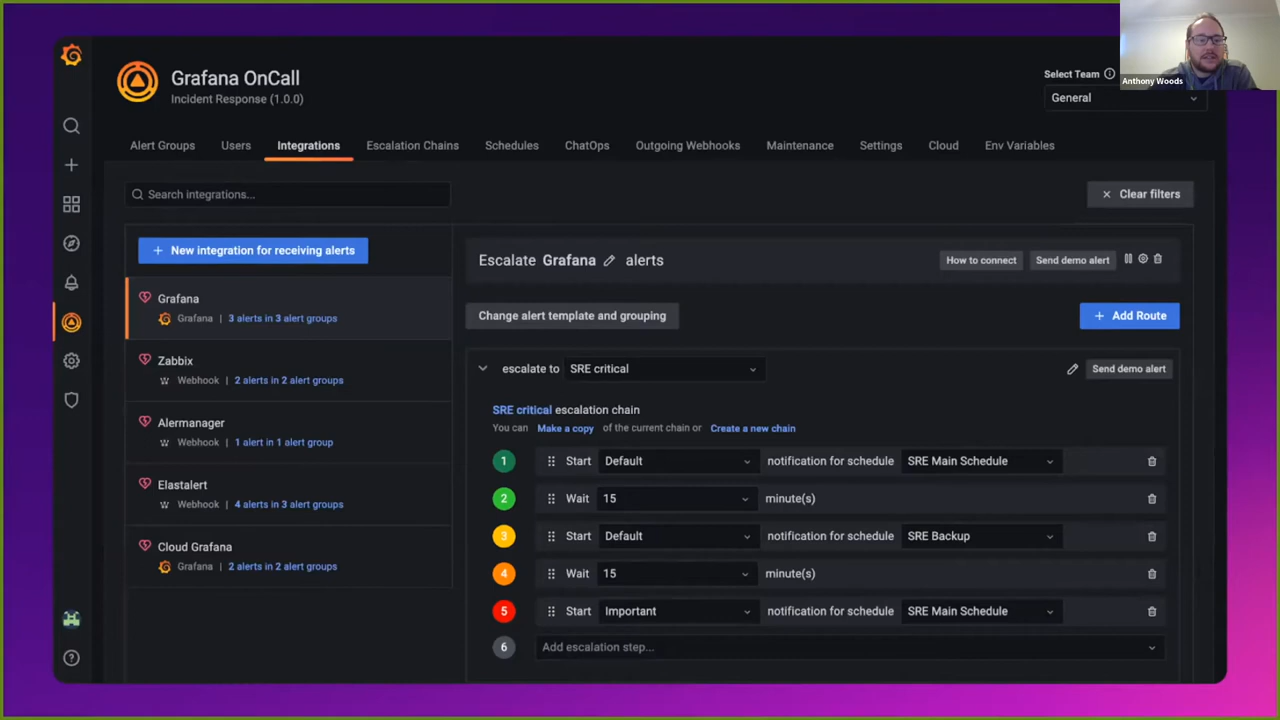 Grafana OnCall
Incident Response (1.0.0)
Select Team
General
Anthony Woods
Alert Groups
Users
Integrations
Escalation Chains
Schedules
ChatOps
Outgoing Webhooks
Maintenance
Settings
Cloud
Env Variables
Search integrations...
Clear filters
New integration for receiving alerts
Grafana
Grafana | 3 alerts in 3 alert groups
Zabbix
Webhook | 2 alerts in 2 alert groups
Alermanager
Webhook | 1 alert in 1 alert group
Elastalert
Webhook | 4 alerts in 3 alert groups
Cloud Grafana
Grafana | 2 alerts in 2 alert groups
Escalate Grafana alerts
How to connect
Send demo alert
Change alert template and grouping
Add Route
escalate to SRE critical
Send demo alert
SRE critical escalation chain
You can Make a copy of the current chain or Create a new chain
1 Start Default notification for schedule SRE Main Schedule
2 Wait 15 minute(s)
3 Start Default notification for schedule SRE Backup
4 Wait 15 minute(s)
5 Start Important notification for schedule SRE Main Schedule
6 Add escalation step...